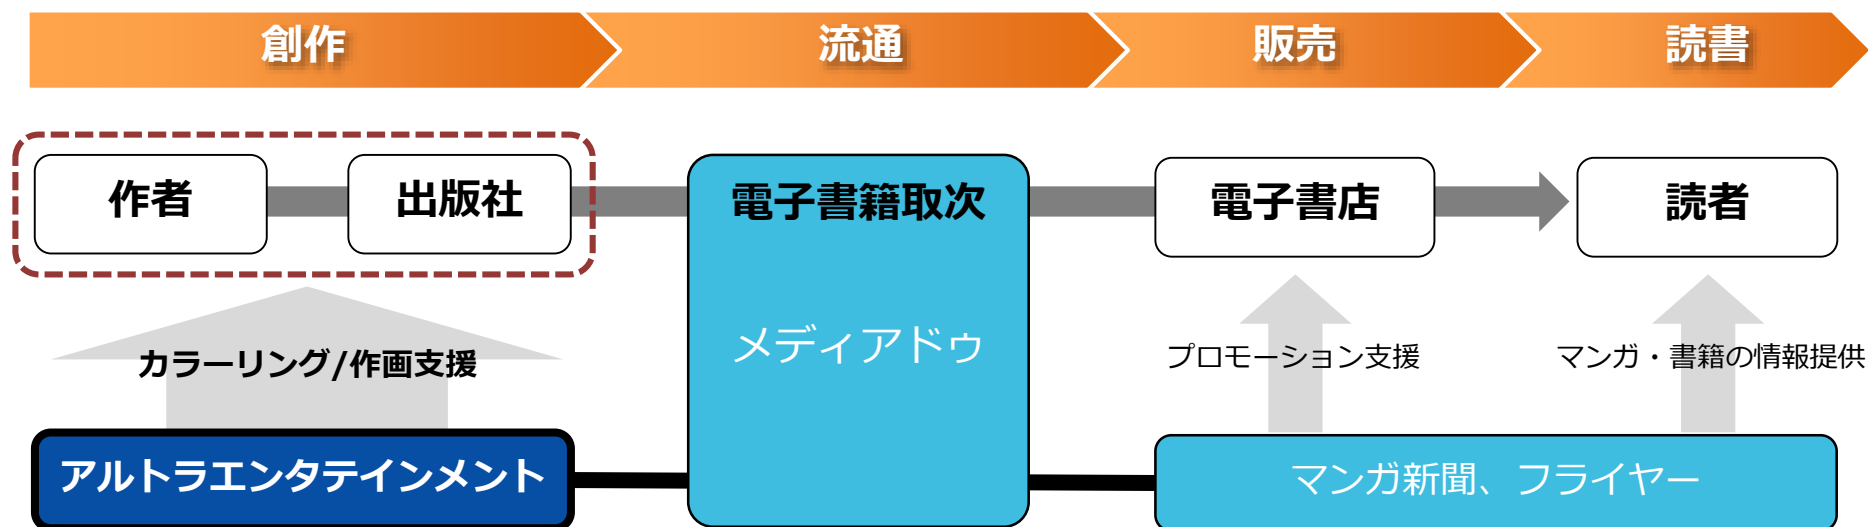 創作
流通
販売
読書
作者
出版社
電子書籍取次
電子書店
読者
メディアドゥ
カラーリング/作画支援
プロモーション支援
マンガ・書籍の情報提供
アルトラエンタテインメント
マンガ新聞、フライヤー